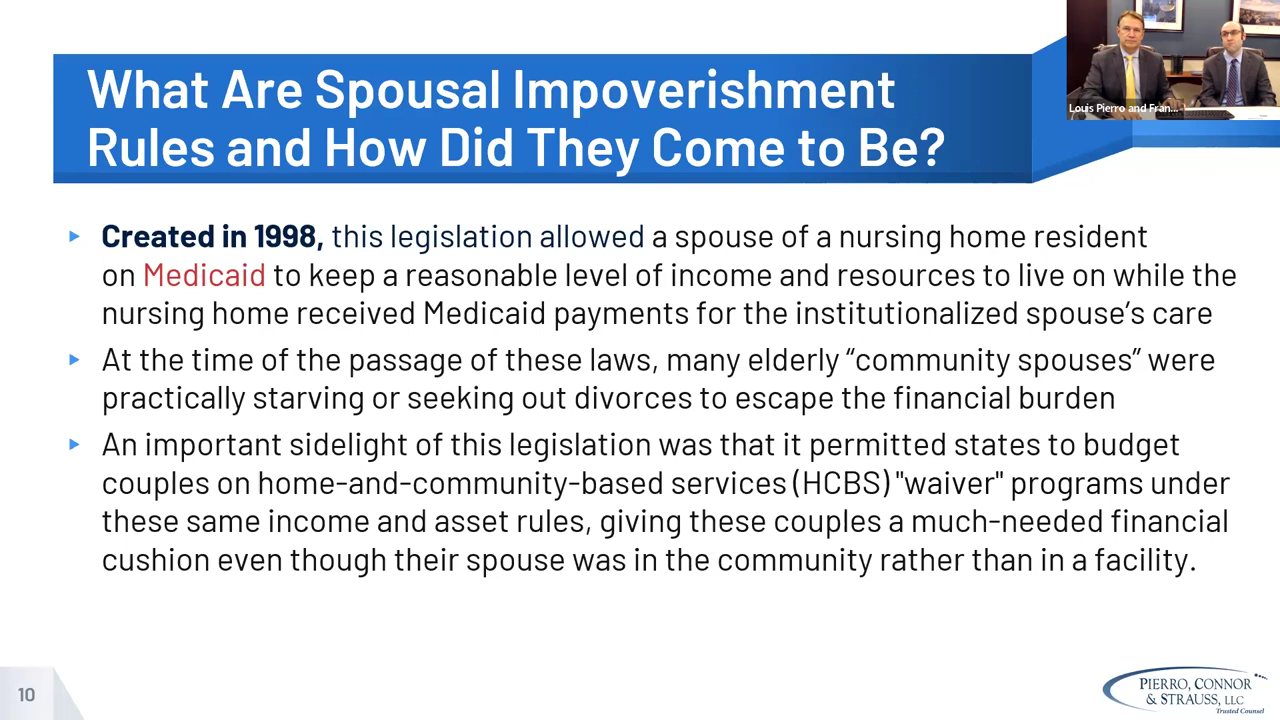 Louis Pierro and Fran...
What Are Spousal Impoverishment
Rules and How Did They Come to Be?
Created in 1998, this legislation allowed a spouse of a nursing home resident
on Medicaid to keep a reasonable level of income and resources to live on while the
nursing home received Medicaid payments for the institutionalized spouse’s care
At the time of the passage of these laws, many elderly “community spouses” were
practically starving or seeking out divorces to escape the financial burden
An important sidelight of this legislation was that it permitted states to budget
couples on home-and-community-based services (HCBS) "waiver" programs under
these same income and asset rules, giving these couples a much-needed financial
cushion even though their spouse was in the community rather than in a facility.
10
PIERRO, CONNOR
& STRAUSS, LLC
Trusted Counsel